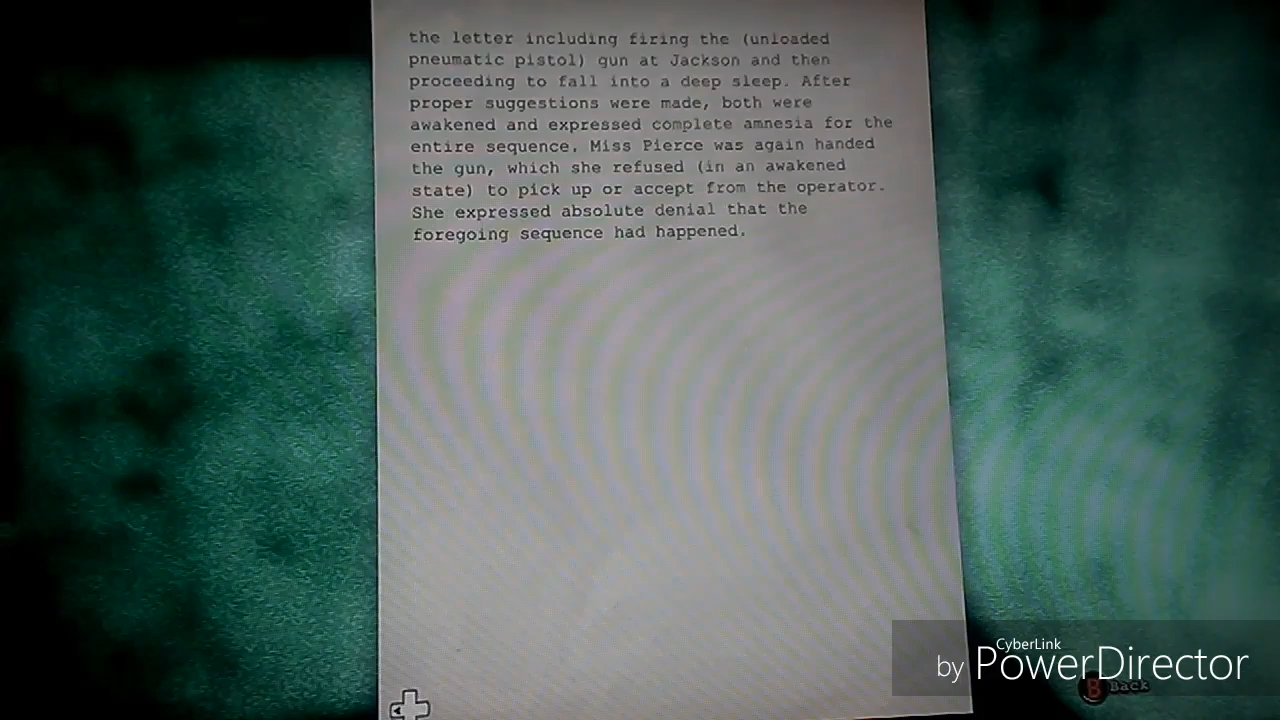 the letter including firing the (unloaded
pneumatic pistol) gun at Jackson and then
proceeding to fall into a deep sleep. After
proper suggestions were made, both were
awakened and expressed complete amnesia for the
entire sequence. Miss Pierce was again handed
the gun, which she refused (in an awakened
state) to pick up or accept from the operator.
She expressed absolute denial that the
foregoing sequence had happened.
CyberLink
by PowerDirector
B Back